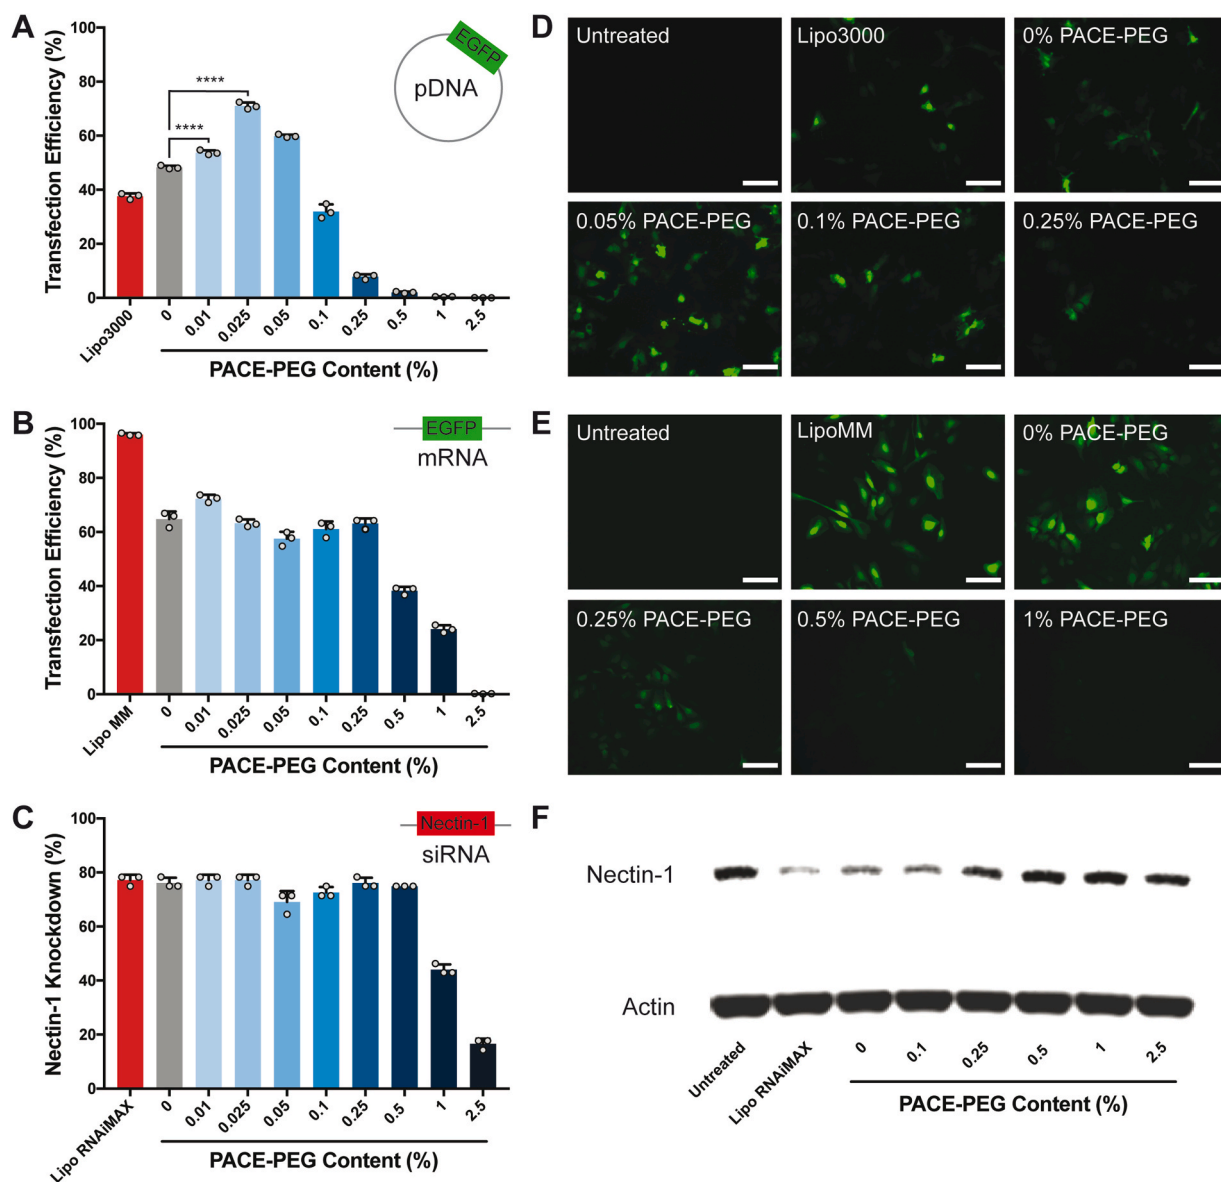 A
Transfection Efficiency (%)
100
80
60
40
20
0
****
****
EGFP
pDNA
Lipo3000
0
0.01
0.025
0.05
0.1
0.25
0.5
1
2.5
PACE-PEG Content (%)
D
Untreated
Lipo3000
0% PACE-PEG
0.05% PACE-PEG
0.1% PACE-PEG
0.25% PACE-PEG
B
Transfection Efficiency (%)
100
80
60
40
20
0
EGFP
mRNA
Lipo MM
0
0.01
0.025
0.05
0.1
0.25
0.5
1
2.5
PACE-PEG Content (%)
E
Untreated
LipoMM
0% PACE-PEG
0.25% PACE-PEG
0.5% PACE-PEG
1% PACE-PEG
C
Nectin-1 Knockdown (%)
100
80
60
40
20
0
Nectin-1
siRNA
Lipo RNAiMAX
0
0.01
0.025
0.05
0.1
0.25
0.5
1
2.5
PACE-PEG Content (%)
F
Nectin-1
Actin
Untreated
Lipo RNAiMAX
0
0.1
0.25
0.5
1
2.5
PACE-PEG Content (%)